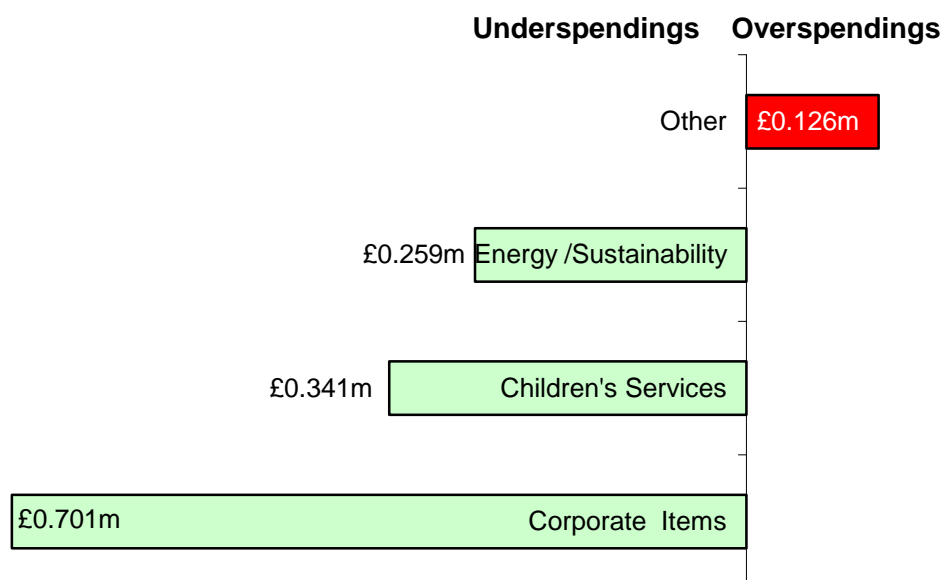 Underspendings Overspendings
Other £0.126m
£0.259m Energy /Sustainability
£0.341m Children's Services
£0.701m Corporate Items